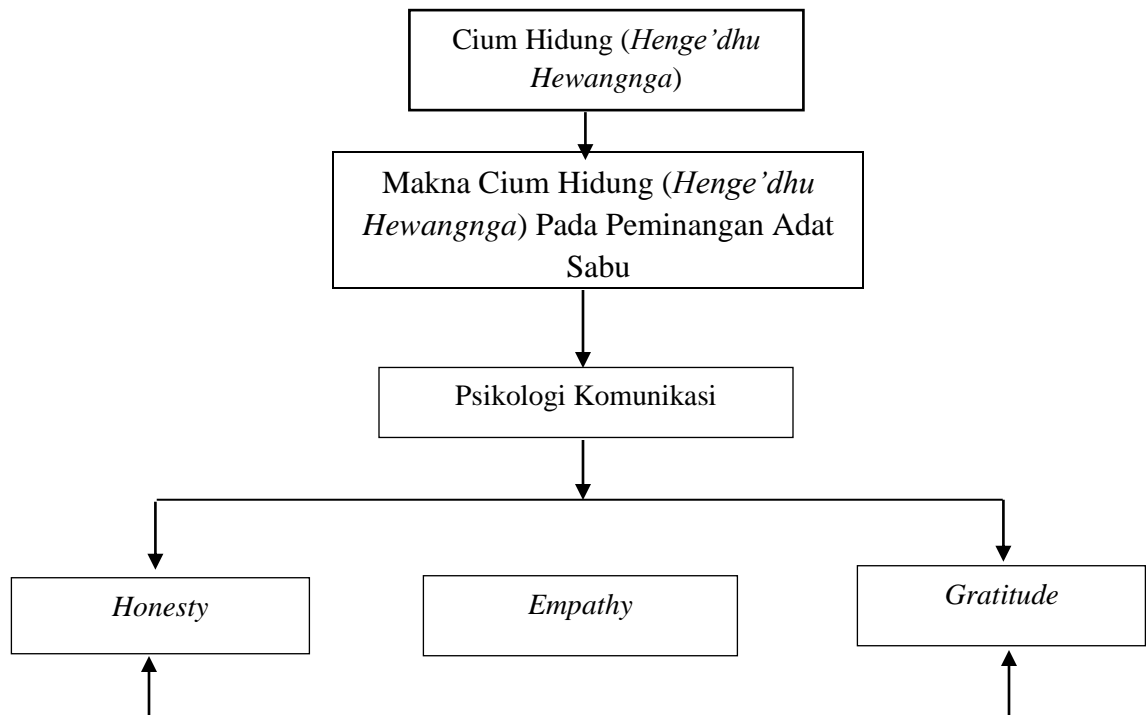 Cium Hidung (Henge’dhu
Hewangnga)
Makna Cium Hidung (Henge’dhu
Hewangnga) Pada Peminangan Adat
Sabu
Psikologi Komunikasi
Honesty
Empathy
Gratitude